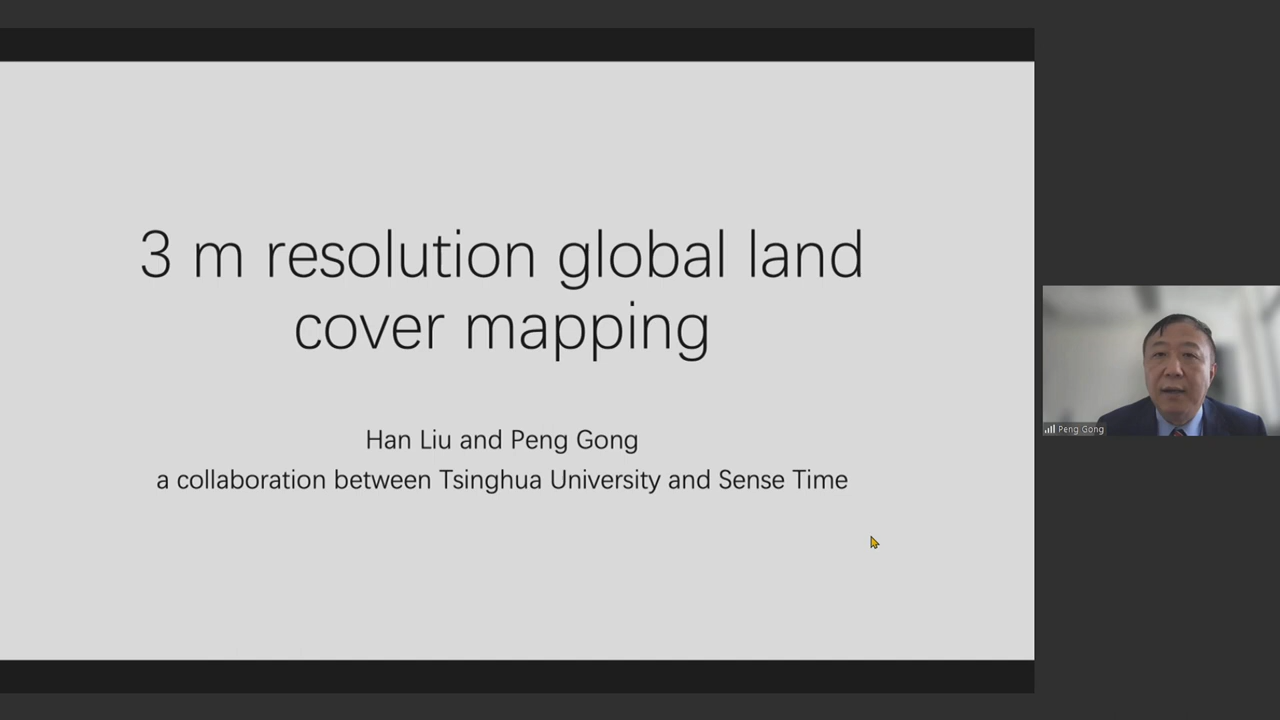 3 m resolution global land
cover mapping
Han Liu and Peng Gong
a collaboration between Tsinghua University and Sense Time
Peng Gong